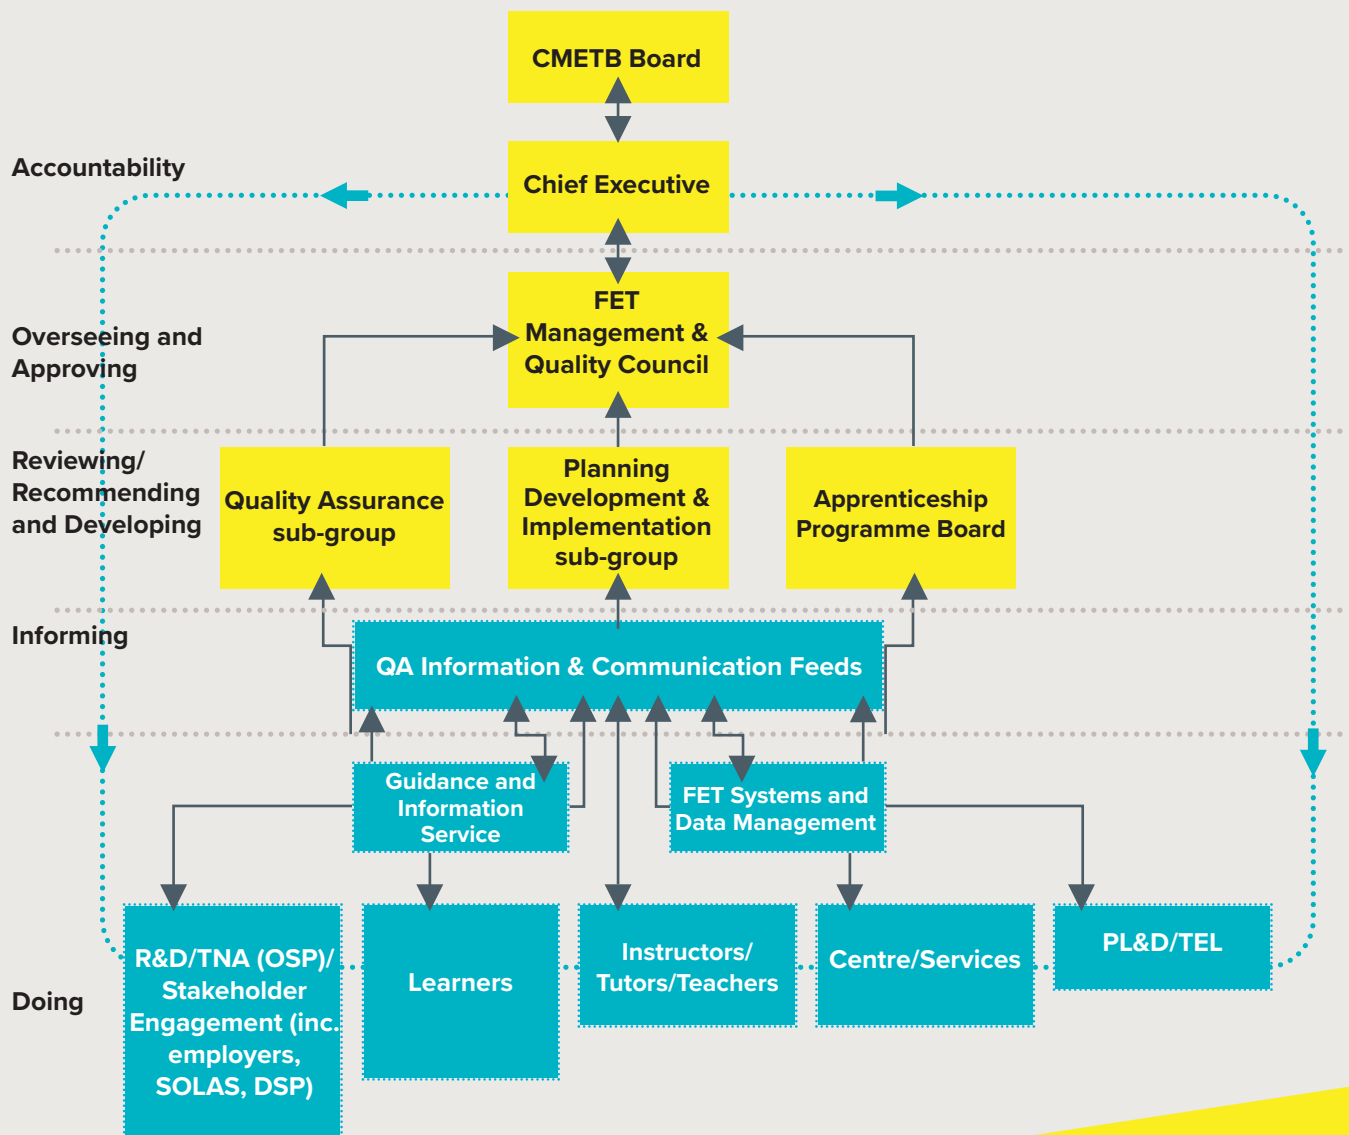 CMETB Board
Accountability
Chief Executive
Overseeing and
Approving
FET
Management &
Quality Council
Reviewing/
Recommending
and Developing
Quality Assurance
sub-group
Planning
Development &
Implementation
sub-group
Apprenticeship
Programme Board
Informing
QA Information & Communication Feeds
Guidance and
Information
Service
FET Systems and
Data Management
Doing
R&D/TNA (OSP)/
Stakeholder
Engagement (inc.
employers,
SOLAS, DSP)
Learners
Instructors/
Tutors/Teachers
Centre/Services
PL&D/TEL